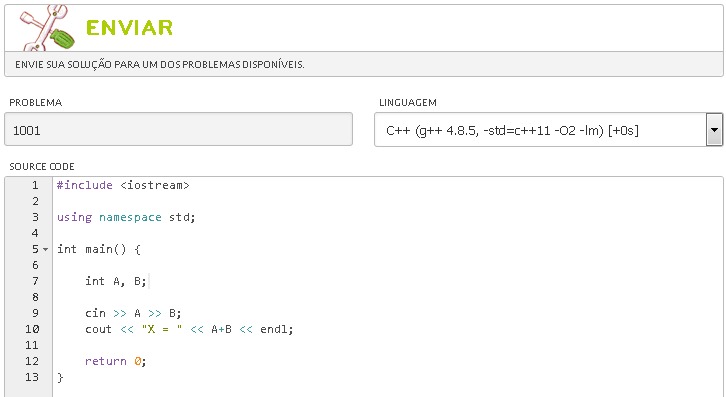 ENVIAR
ENVIE SUA SOLUÇÃO PARA UM DOS PROBLEMAS DISPONÍVEIS.
PROBLEMA
LINGUAGEM
1001
C++ (g++ 4.8.5, -std=c++11 -O2 -lm) [+0s]
SOURCE CODE
1 #include <iostream>
2
3 using namespace std;
4
5 int main() {
6
7     int A, B;
8
9     cin >> A >> B;
10     cout << "X = " << A+B << endl;
11
12     return 0;
13 }